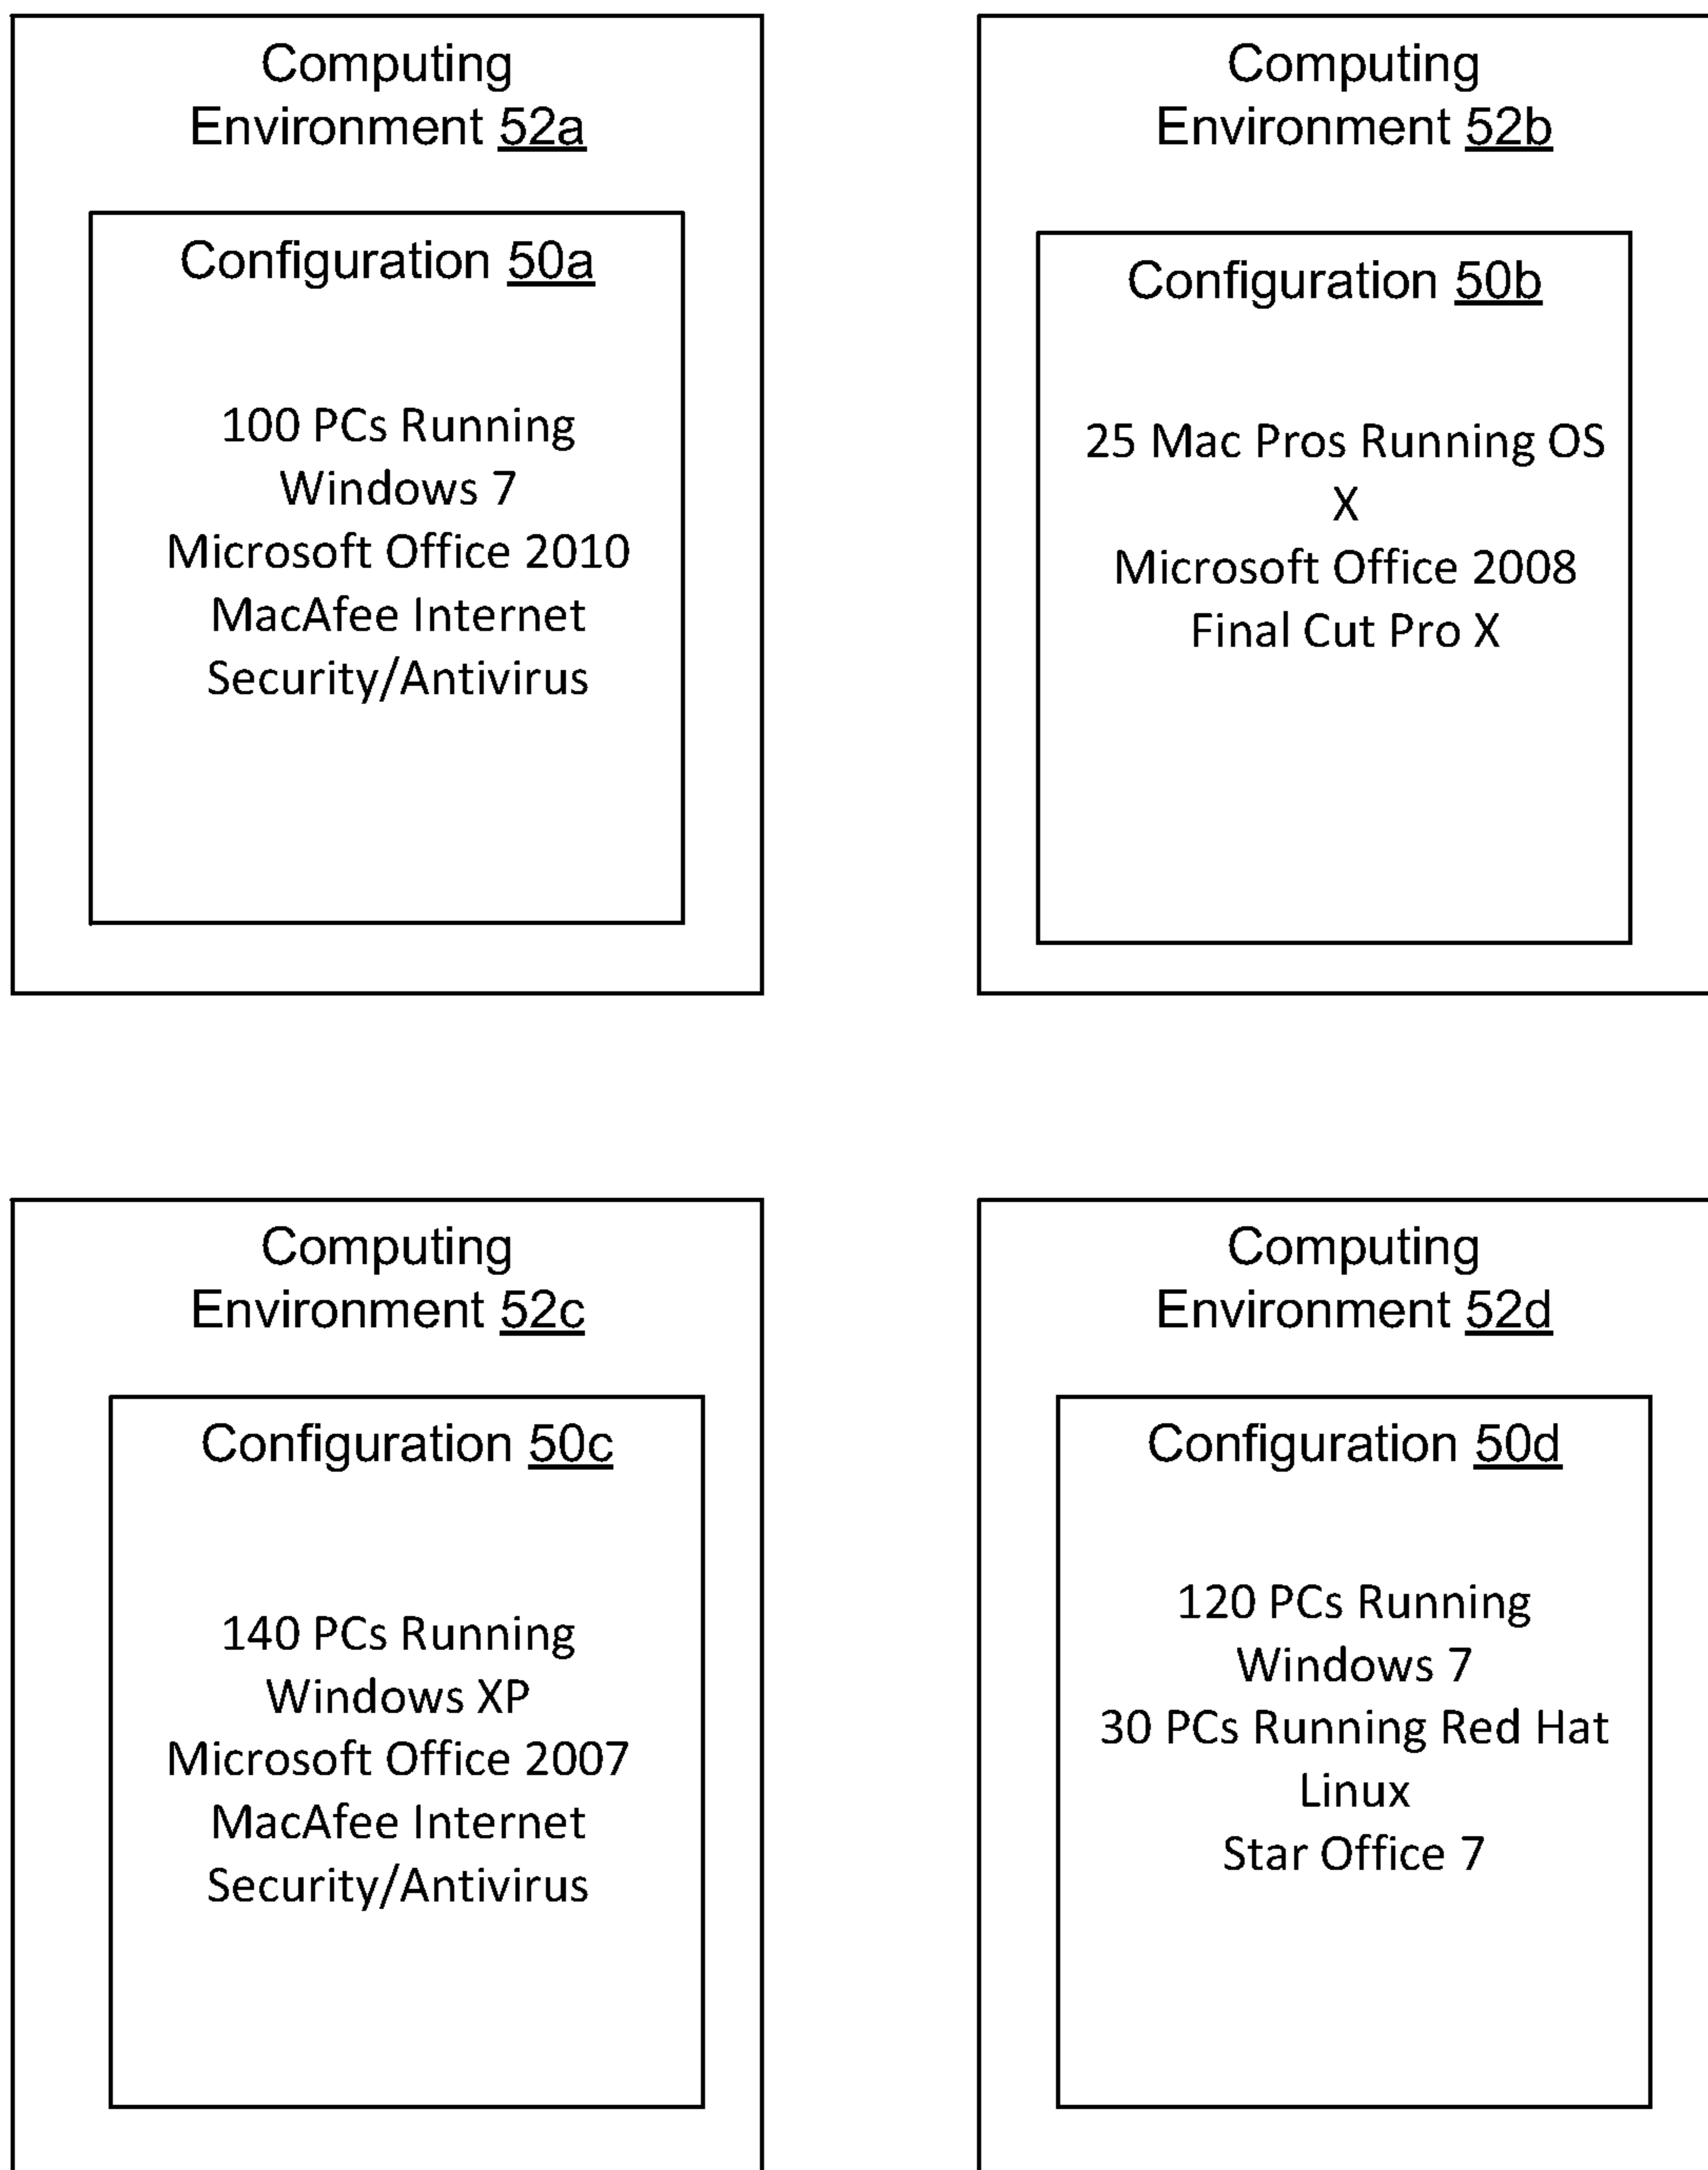 Computing
Environment 52a
Configuration 50a
100 PCs Running
Windows 7
Microsoft Office 2010
MacAfee Internet
Security/Antivirus
Computing
Environment 52b
Configuration 50b
25 Mac Pros Running OS
X
Microsoft Office 2008
Final Cut Pro X
Computing
Environment 52c
Configuration 50c
140 PCs Running
Windows XP
Microsoft Office 2007
MacAfee Internet
Security/Antivirus
Computing
Environment 52d
Configuration 50d
120 PCs Running
Windows 7
30 PCs Running Red Hat
Linux
Star Office 7